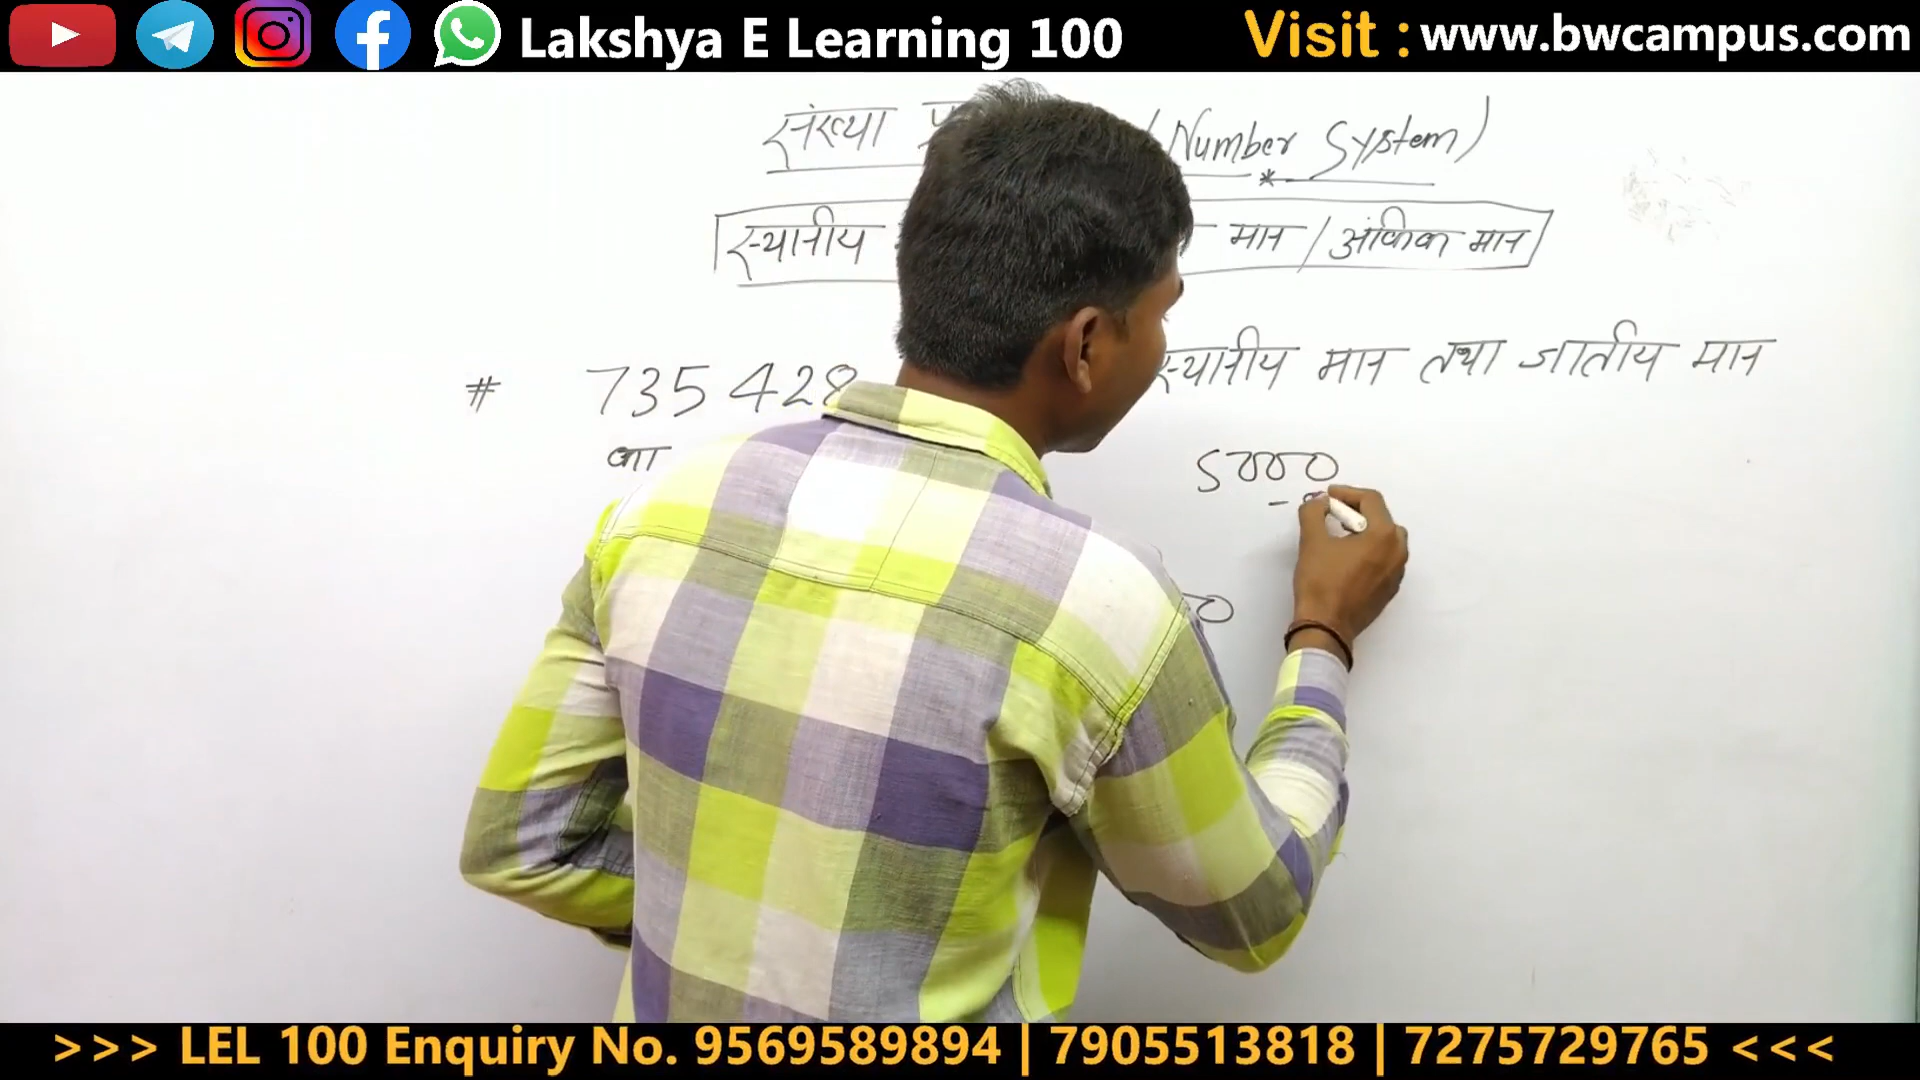 Lakshya E Learning 100 Visit : www.bwcampus.com
संख्या (Number System)
*
स्थानीय मान / आंकिक मान
# 735428 स्थानीय मान तथा जातीय मान
का 5000
>>> LEL 100 Enquiry No. 9569589894 | 7905513818 | 7275729765 <<<